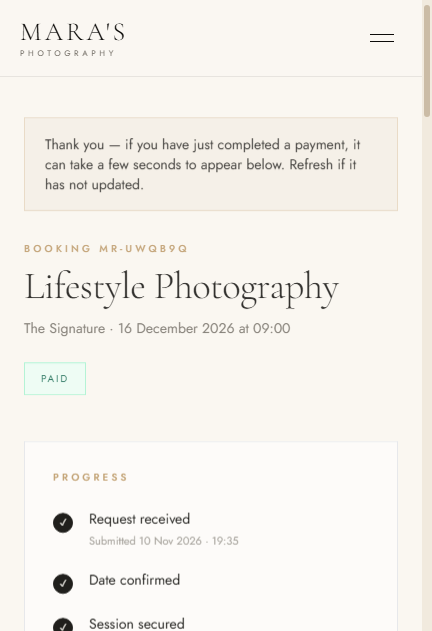 MARA'S
PHOTOGRAPHY
Thank you — if you have just completed a payment, it
can take a few seconds to appear below. Refresh if it
has not updated.
BOOKING MR-UWQB9Q
Lifestyle Photography
The Signature · 16 December 2026 at 09:00
PAID
PROGRESS
Request received
Submitted 10 Nov 2026 · 19:35
Date confirmed
Session secured